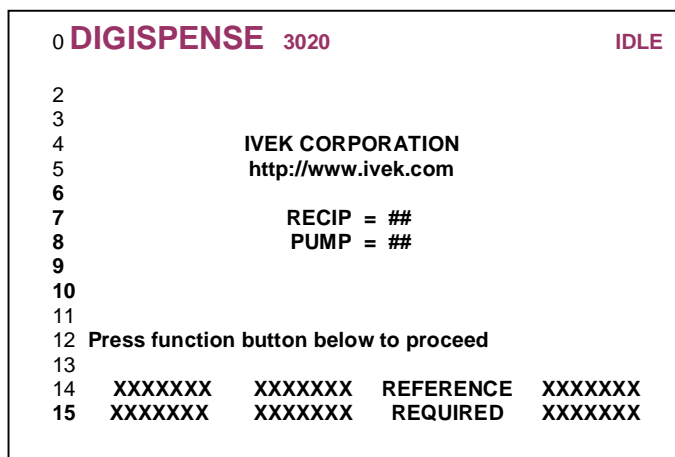 0 DIGISPENSE 3020 IDLE
2
3
4 IVEK CORPORATION
5 http://www.ivek.com
6
7 RECIP = ##
8 PUMP = ##
9
10
11
12 Press function button below to proceed
13
14 XXXXXXX XXXXXXX REFERENCE XXXXXXX
15 XXXXXXX XXXXXXX REQUIRED XXXXXXX